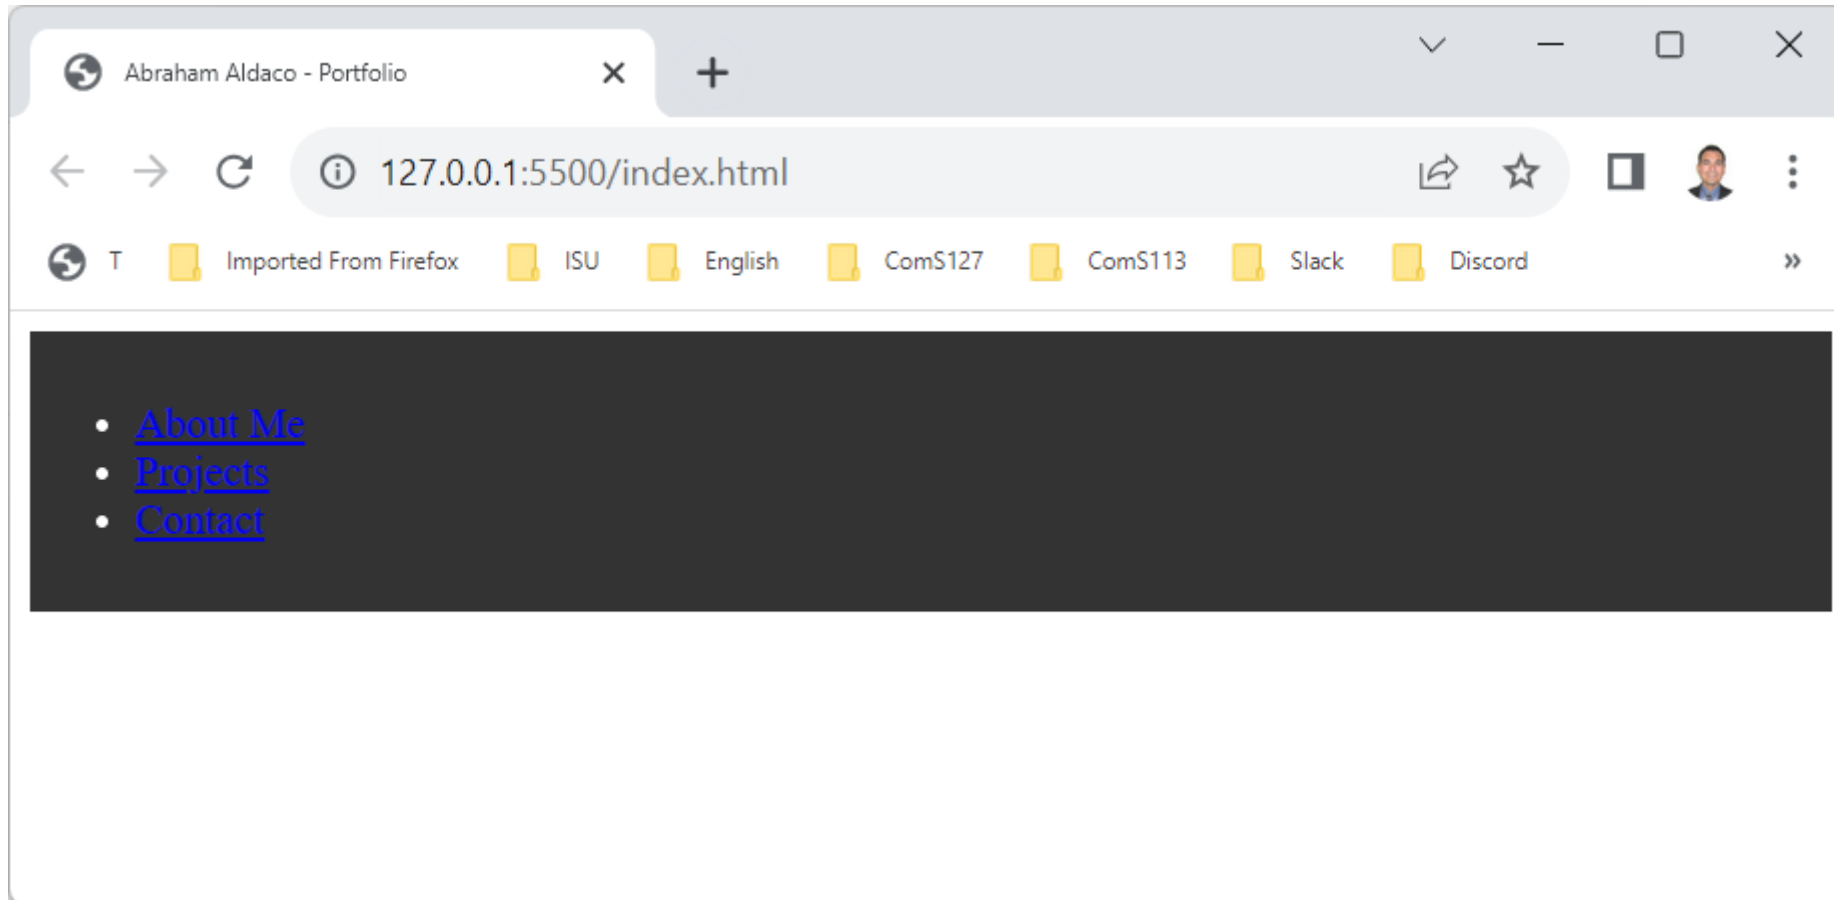 Abraham Aldaco - Portfolio
127.0.0.1:5500/index.html
T Imported From Firefox ISU English ComS127 ComS113 Slack Discord »
• About Me
• Projects
• Contact